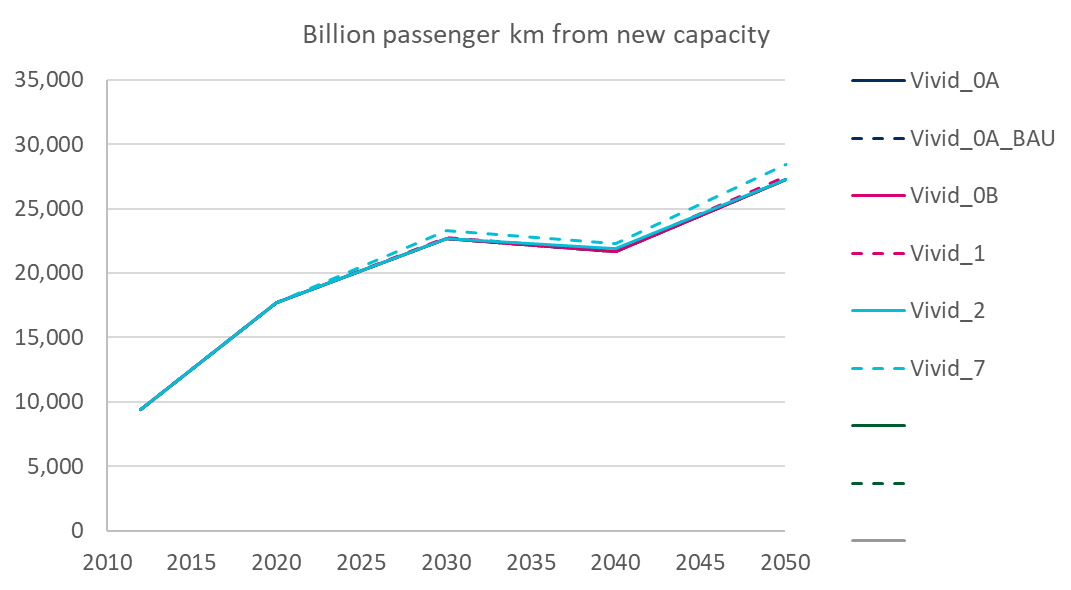 Billion passenger km from new capacity
35,000
30,000
25,000
20,000
15,000
10,000
5,000
0
2010 2015 2020 2025 2030 2035 2040 2045 2050
Vivid_0A
Vivid_0A_BAU
Vivid_0B
Vivid_1
Vivid_2
Vivid_7